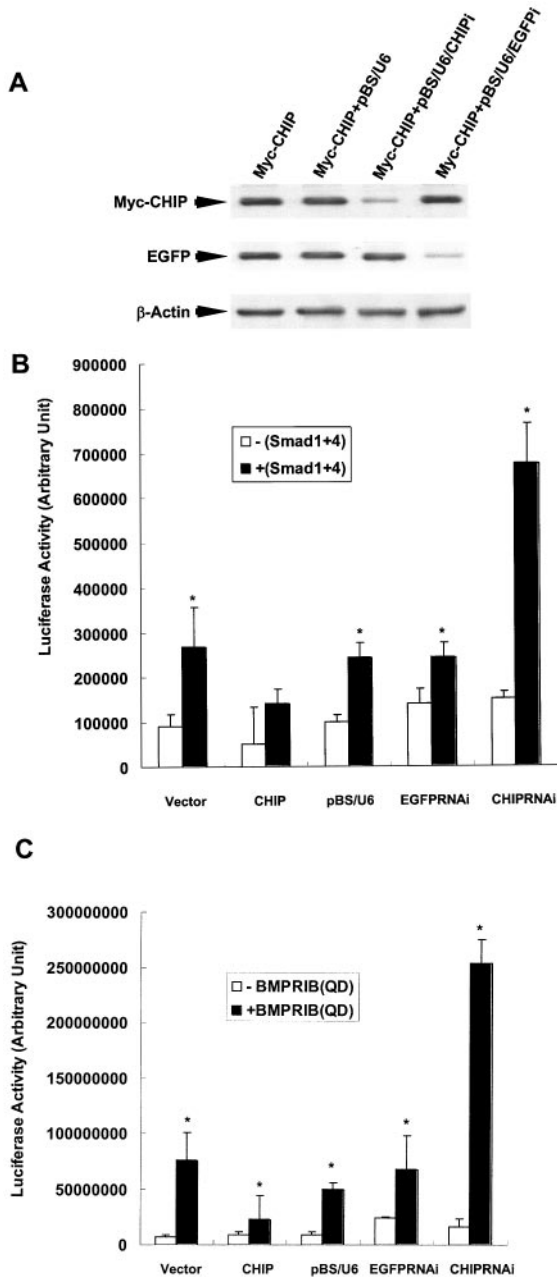 A
Myc-CHIP
Myc-CHIP+pBS/U6
Myc-CHIP+pBS/U6/CHIPi
Myc-CHIP+pBS/U6/EGFPi
Myc-CHIP
EGFP
β-Actin
B
Luciferase Activity (Arbitrary Unit)
900000
800000
700000
600000
500000
400000
300000
200000
100000
0
- (Smad1+4)
+(Smad1+4)
*
*
*
*
Vector
CHIP
pBS/U6
EGFPRNAi
CHIPRNAi
C
Luciferase Activity (Arbitrary Unit)
300000000
250000000
200000000
150000000
100000000
50000000
0
- BMPRIB(QD)
+BMPRIB(QD)
*
*
*
*
*
Vector
CHIP
pBS/U6
EGFPRNAi
CHIPRNAi